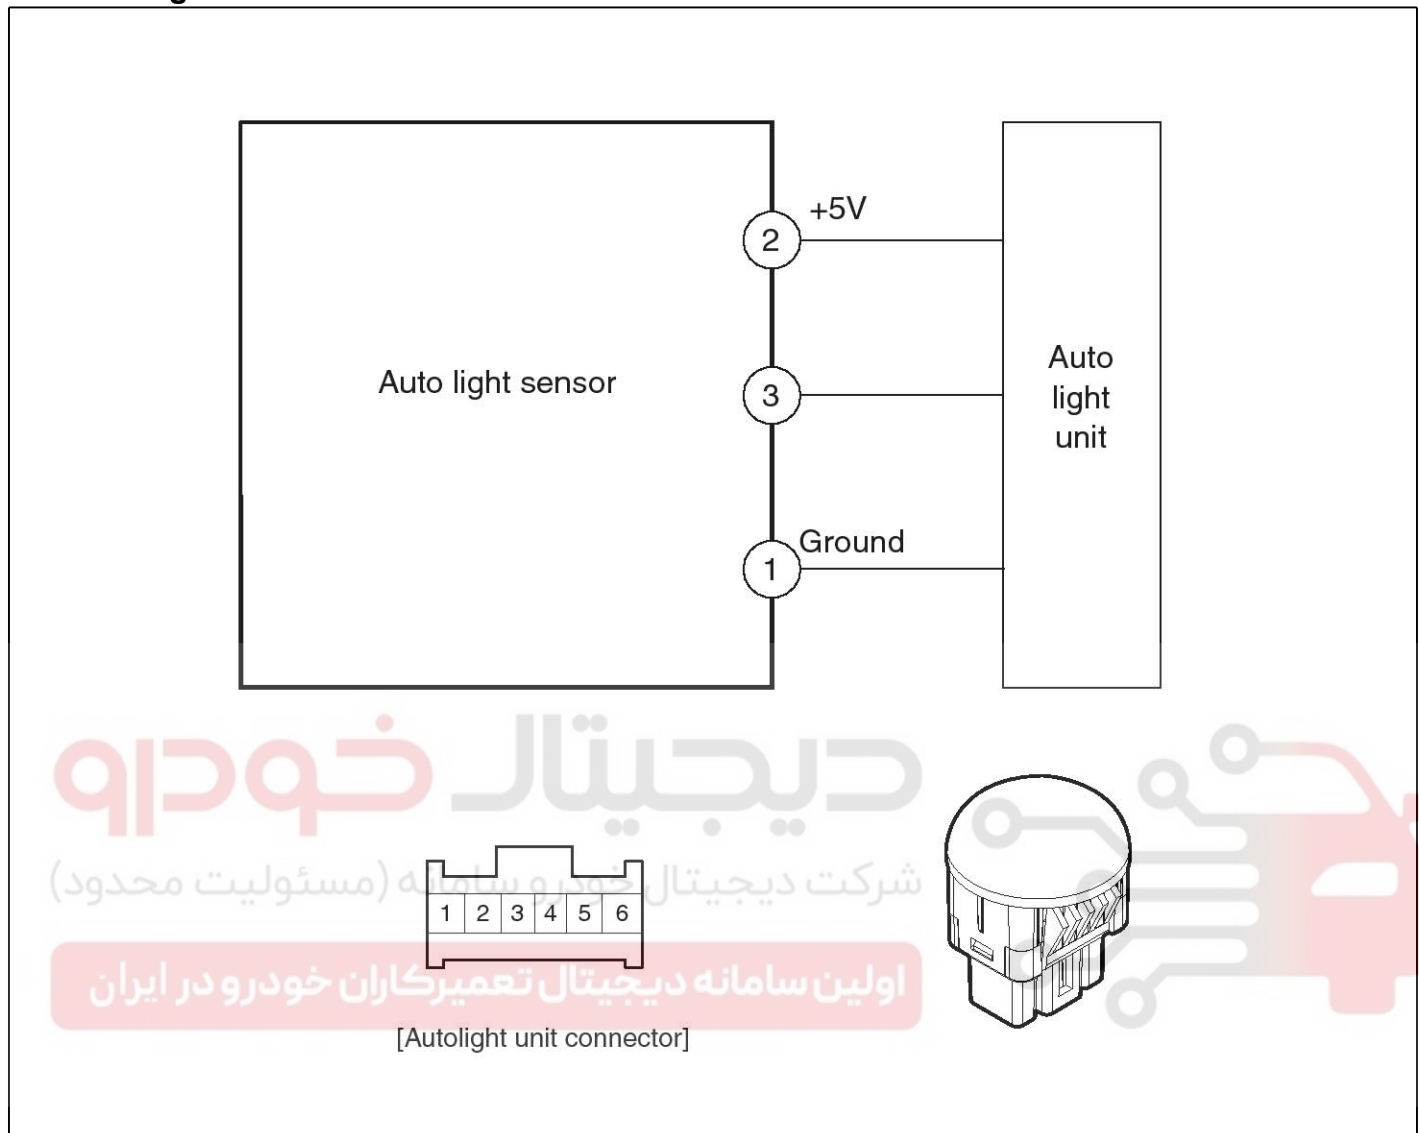 +5V
2
Auto light sensor
3
Auto
light
unit
Ground
1
دیجیتال خودرو
شرکت دیجیتال خودرو سامانه (مسئولیت محدود)
1 2 3 4 5 6
اولین سامانه دیجیتال تعمیرکاران خودرو در ایران
[Autolight unit connector]